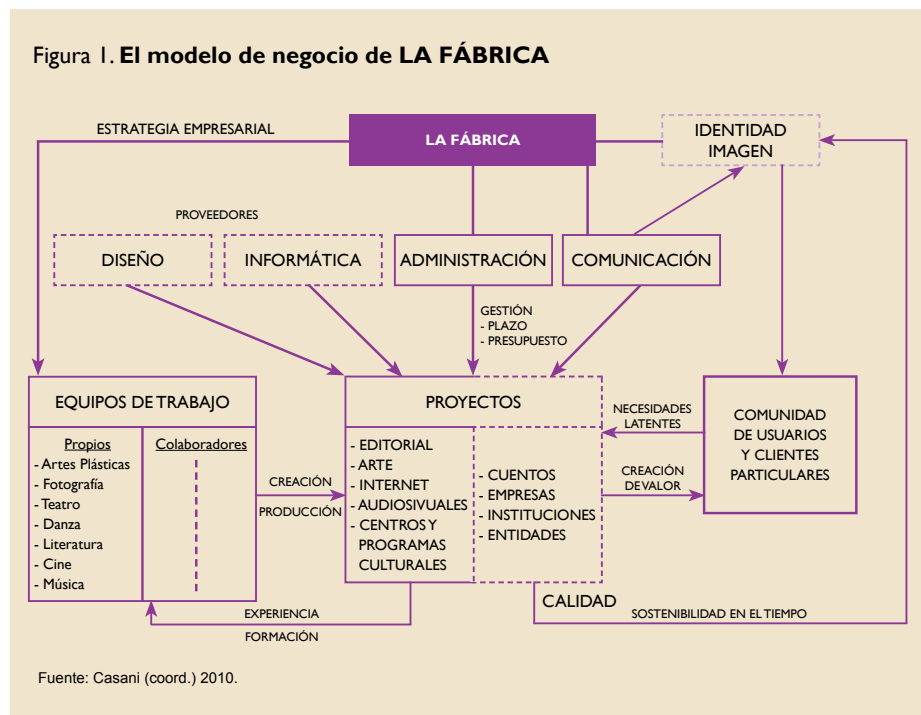 Figura 1. El modelo de negocio de LA FÁBRICA
ESTRATEGIA EMPRESARIAL
LA FÁBRICA
IDENTIDAD
IMAGEN
PROVEEDORES
DISEÑO
INFORMÁTICA
ADMINISTRACIÓN
COMUNICACIÓN
GESTIÓN
- PLAZO
- PRESUPUESTO
EQUIPOS DE TRABAJO
Propios
- Artes Plásticas
- Fotografía
- Teatro
- Danza
- Literatura
- Cine
- Música
Colaboradores
CREACIÓN
PRODUCCIÓN
PROYECTOS
- EDITORIAL
- ARTE
- INTERNET
- AUDIOSIVUALES
- CENTROS Y
PROGRAMAS
CULTURALES
- CUENTOS
- EMPRESAS
- INSTITUCIONES
- ENTIDADES
NECESIDADES
LATENTES
CREACIÓN
DE VALOR
COMUNIDAD
DE USUARIOS
Y CLIENTES
PARTICULARES
EXPERIENCIA
FORMACIÓN
CALIDAD
SOSTENIBILIDAD EN EL TIEMPO
Fuente: Casani (coord.) 2010.